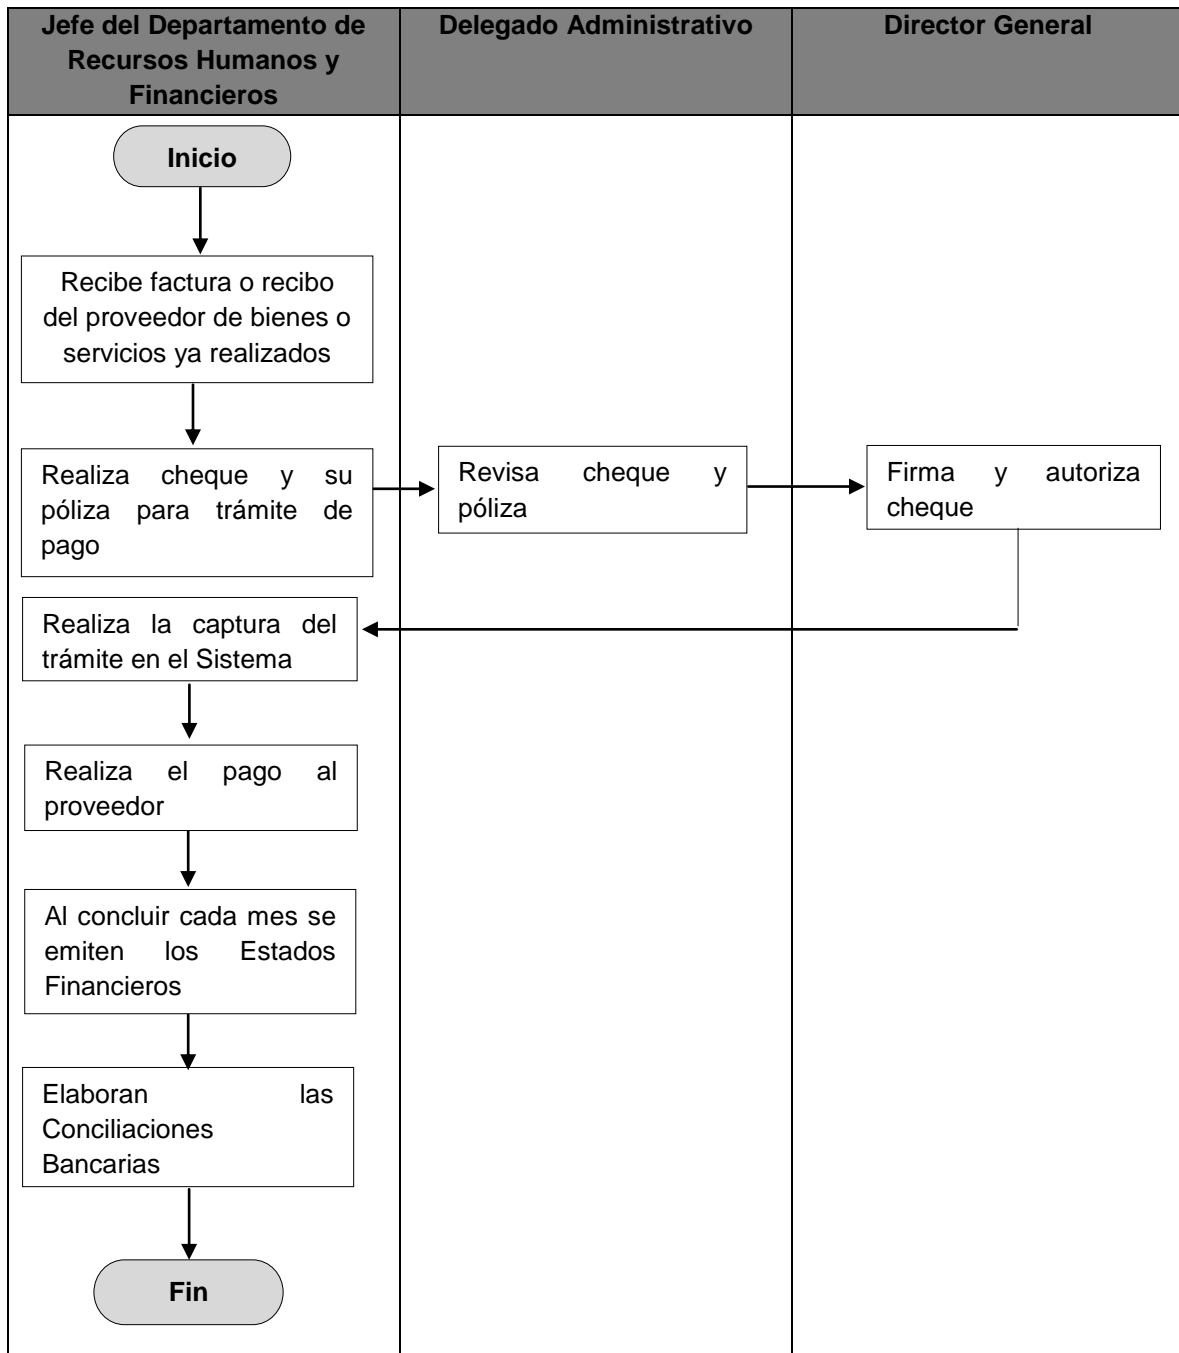 Jefe del Departamento de
Recursos Humanos y
Financieros
Delegado Administrativo
Director General
Inicio
Recibe factura o recibo
del proveedor de bienes o
servicios ya realizados
Realiza cheque y su
póliza para trámite de
pago
Revisa cheque y
póliza
Firma y autoriza
cheque
Realiza la captura del
trámite en el Sistema
Realiza el pago al
proveedor
Al concluir cada mes se
emiten los Estados
Financieros
Elaboran las
Conciliaciones
Bancarias
Fin